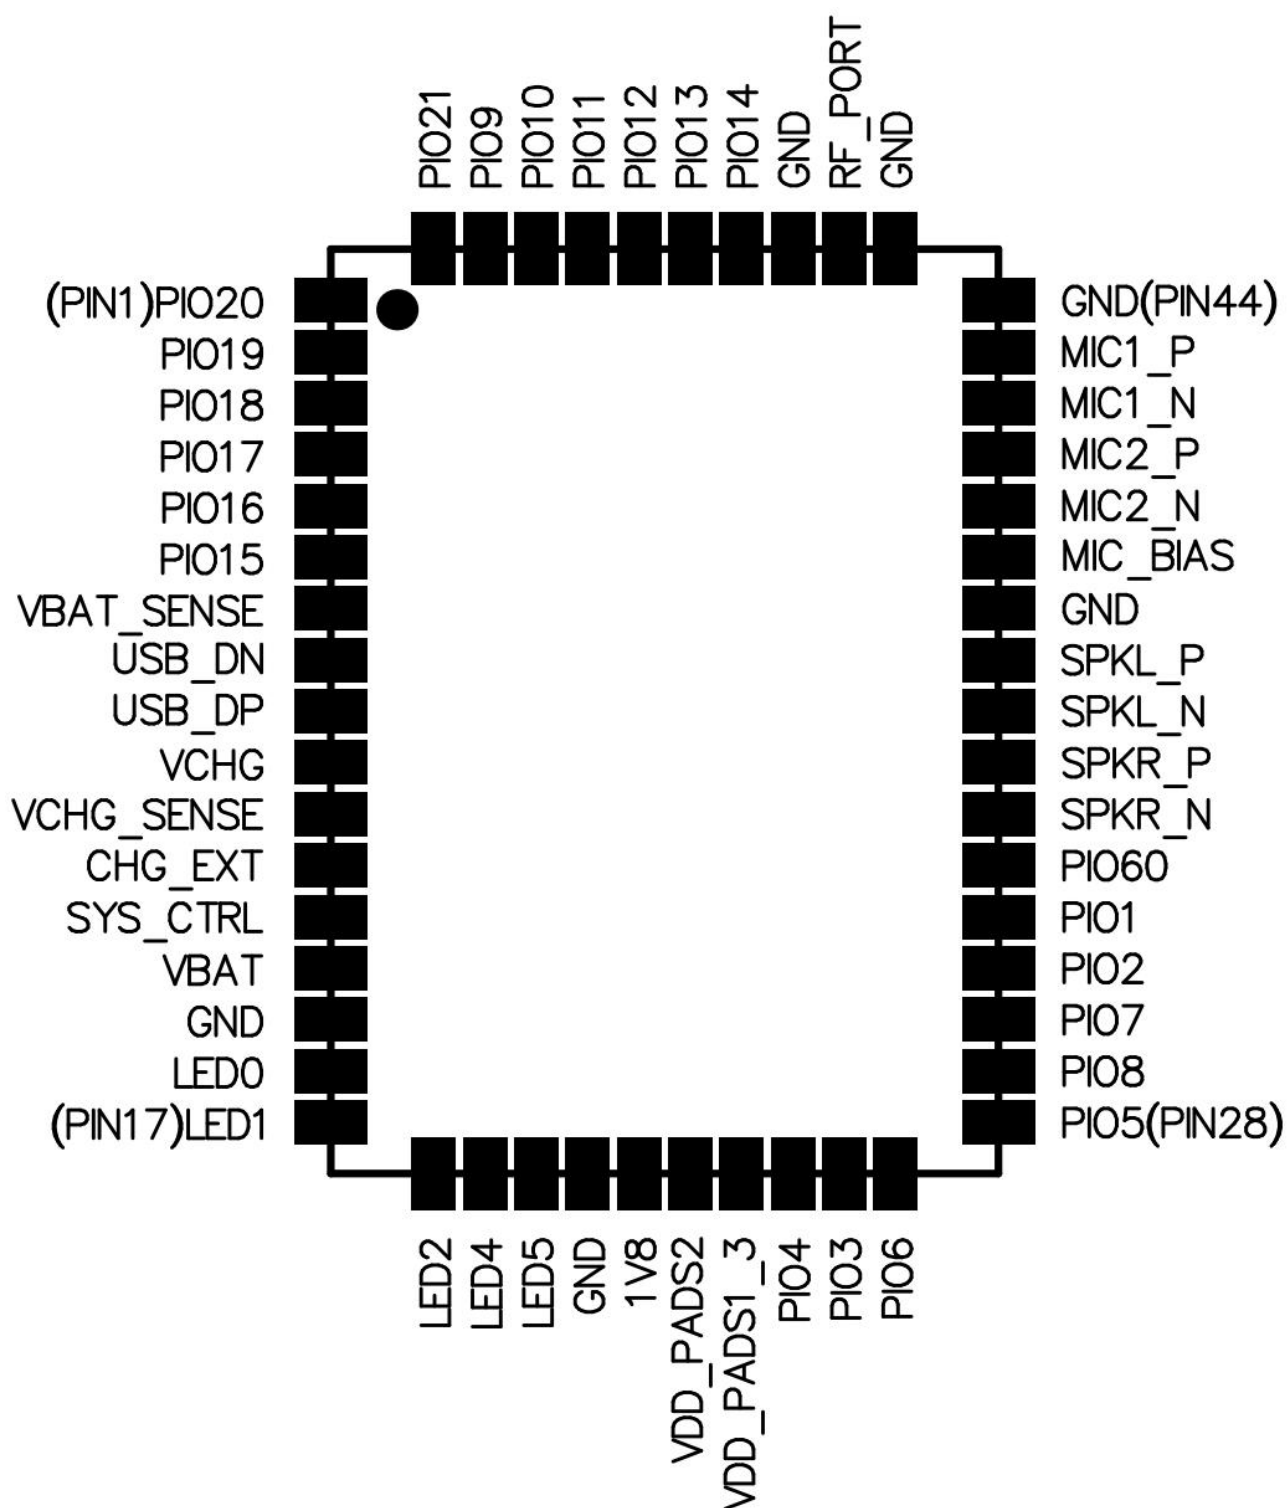 PIO21
PIO9
PIO10
PIO11
PIO12
PIO13
PIO14
GND
RF_PORT
GND
(PIN1)PIO20
PIO19
PIO18
PIO17
PIO16
PIO15
VBAT_SENSE
USB_DN
USB_DP
VCHG
VCHG_SENSE
CHG_EXT
SYS_CTRL
VBAT
GND
LED0
(PIN17)LED1
GND(PIN44)
MIC1_P
MIC1_N
MIC2_P
MIC2_N
MIC_BIAS
GND
SPKL_P
SPKL_N
SPKR_P
SPKR_N
PIO60
PIO1
PIO2
PIO7
PIO8
PIO5(PIN28)
LED2
LED4
LED5
GND
1V8
VDD_PADS2
VDD_PADS1_3
PIO4
PIO3
PIO6